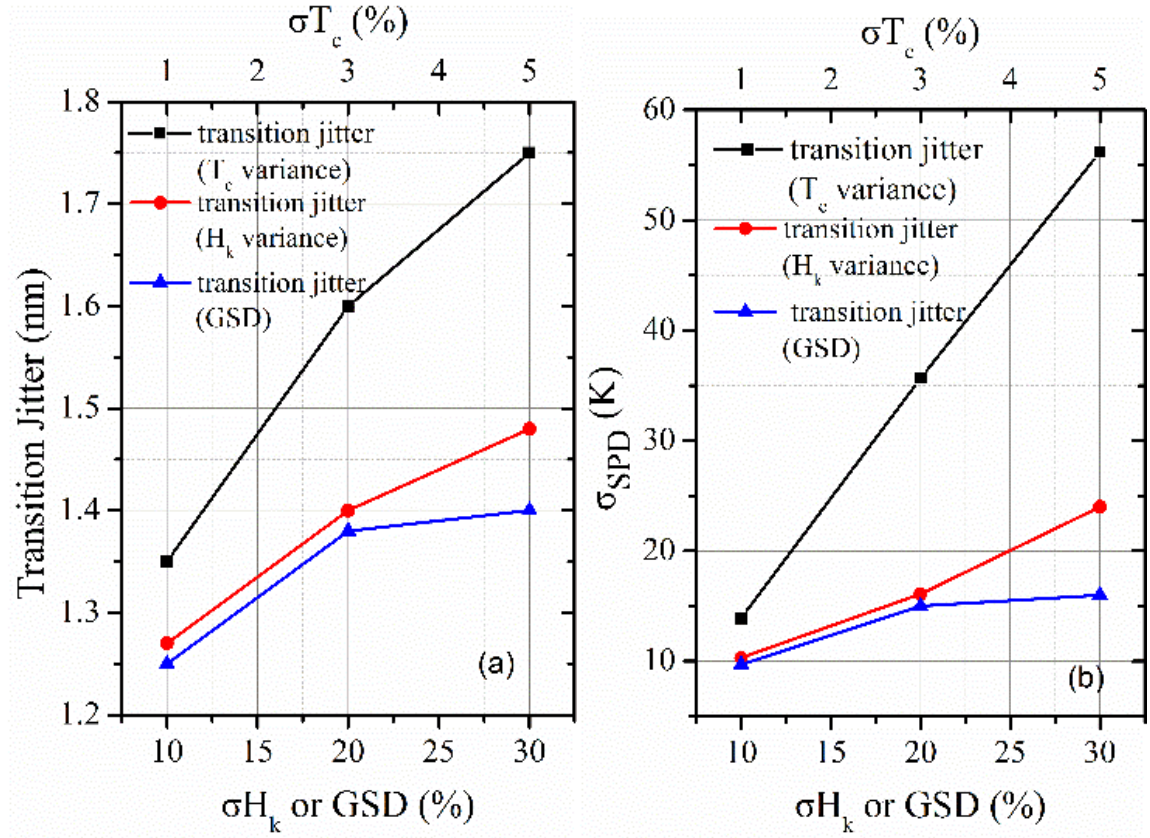 σT_c (%)
1 2 3 4 5
1.8
1.7
1.6
1.5
1.4
1.3
1.2
Transition Jitter (nm)
transition jitter
(T_c variance)
transition jitter
(H_k variance)
transition jitter
(GSD)
(a)
10 15 20 25 30
σH_k or GSD (%)
σT_c (%)
1 2 3 4 5
60
50
40
30
20
10
σ_SPD (K)
transition jitter
(T_c variance)
transition jitter
(H_k variance)
transition jitter
(GSD)
(b)
10 15 20 25 30
σH_k or GSD (%)